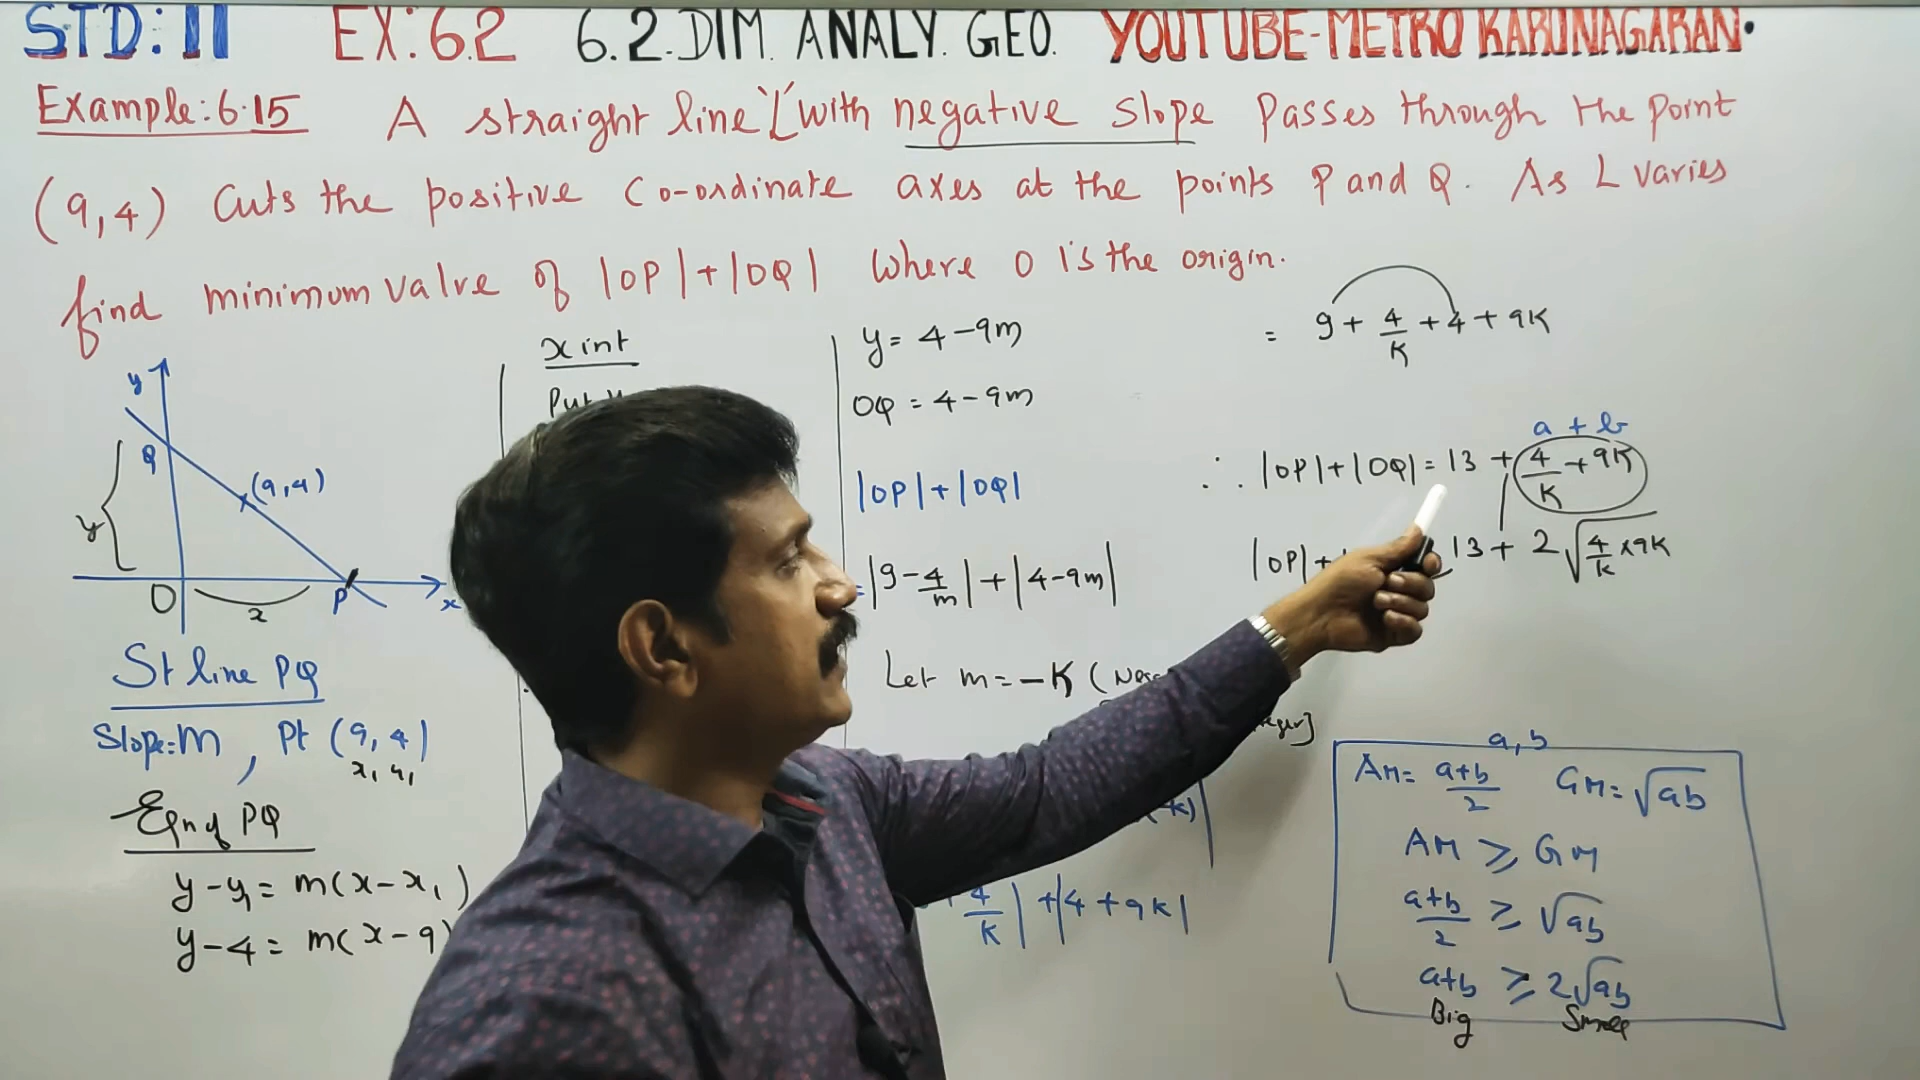 STD: 11 EX: 6.2 6.2.DIM. ANALY. GEO. YOUTUBE-METRO KARUNAGARAN.
Example: 6.15 A straight line 'L' with negative slope passes through the point
(9,4) cuts the positive co-ordinate axes at the points P and Q. As L varies
find minimum value of |OP|+|OQ| where O is the origin.
y
Q
(9,4)
y
O
x
P
x
St line PQ
Slope=m, Pt (9,4)
x₁ y₁
Eqn of PQ
y-y₁ = m(x-x₁)
y-4 = m(x-9)
x int
Put
y = 4-9m
OQ = 4-9m
|OP|+|OQ|
= |9-4/m| + |4-9m|
Let m = -K (
4/K| + |4+9K|
= 9 + 4/K + 4 + 9K
a + b
∴ |OP|+|OQ| = 13 + 4/K + 9K
|OP|+ 13 + 2√(4/K × 9K)
a, b
AM = a+b/2 GM = √ab
AM ≥ GM
a+b/2 ≥ √ab
a+b ≥ 2√ab
Big Small